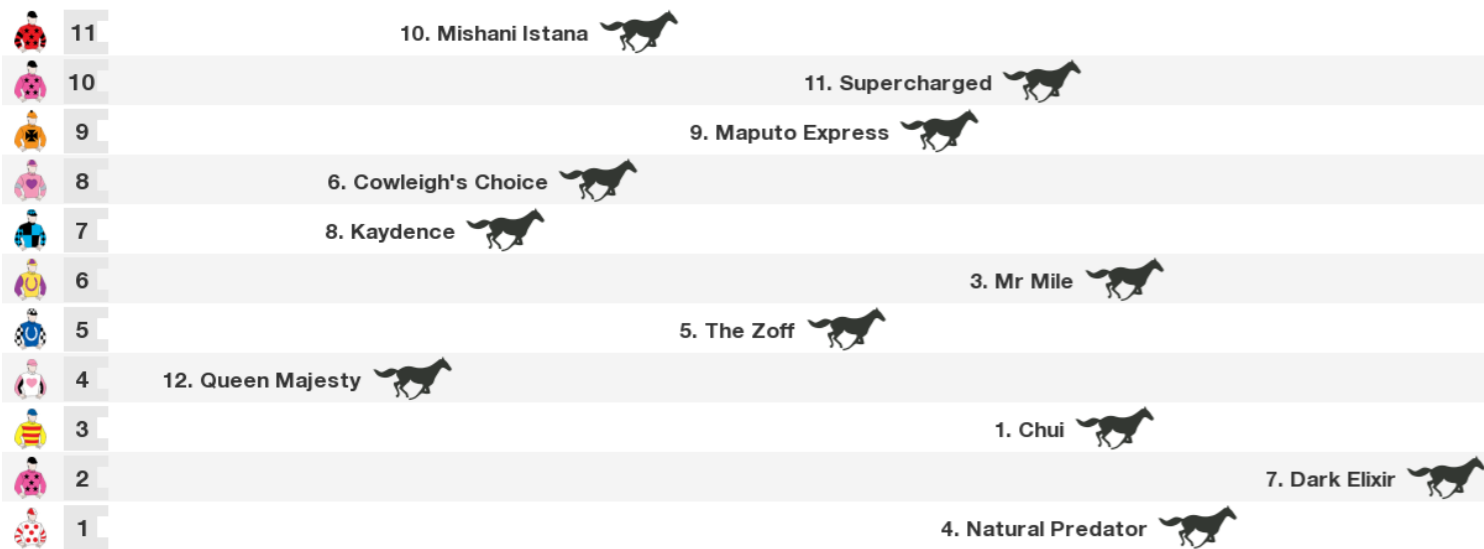 11 10. Mishani Istana
10 11. Supercharged
9 9. Maputo Express
8 6. Cowleigh's Choice
7 8. Kaydence
6 3. Mr Mile
5 5. The Zoff
4 12. Queen Majesty
3 1. Chui
2 7. Dark Elixir
1 4. Natural Predator